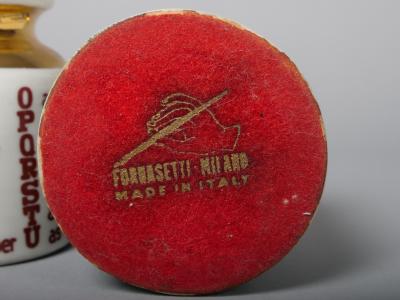 FORNASETTI · MILANO
MADE IN ITALY
O
P
Q
R
S
T
U